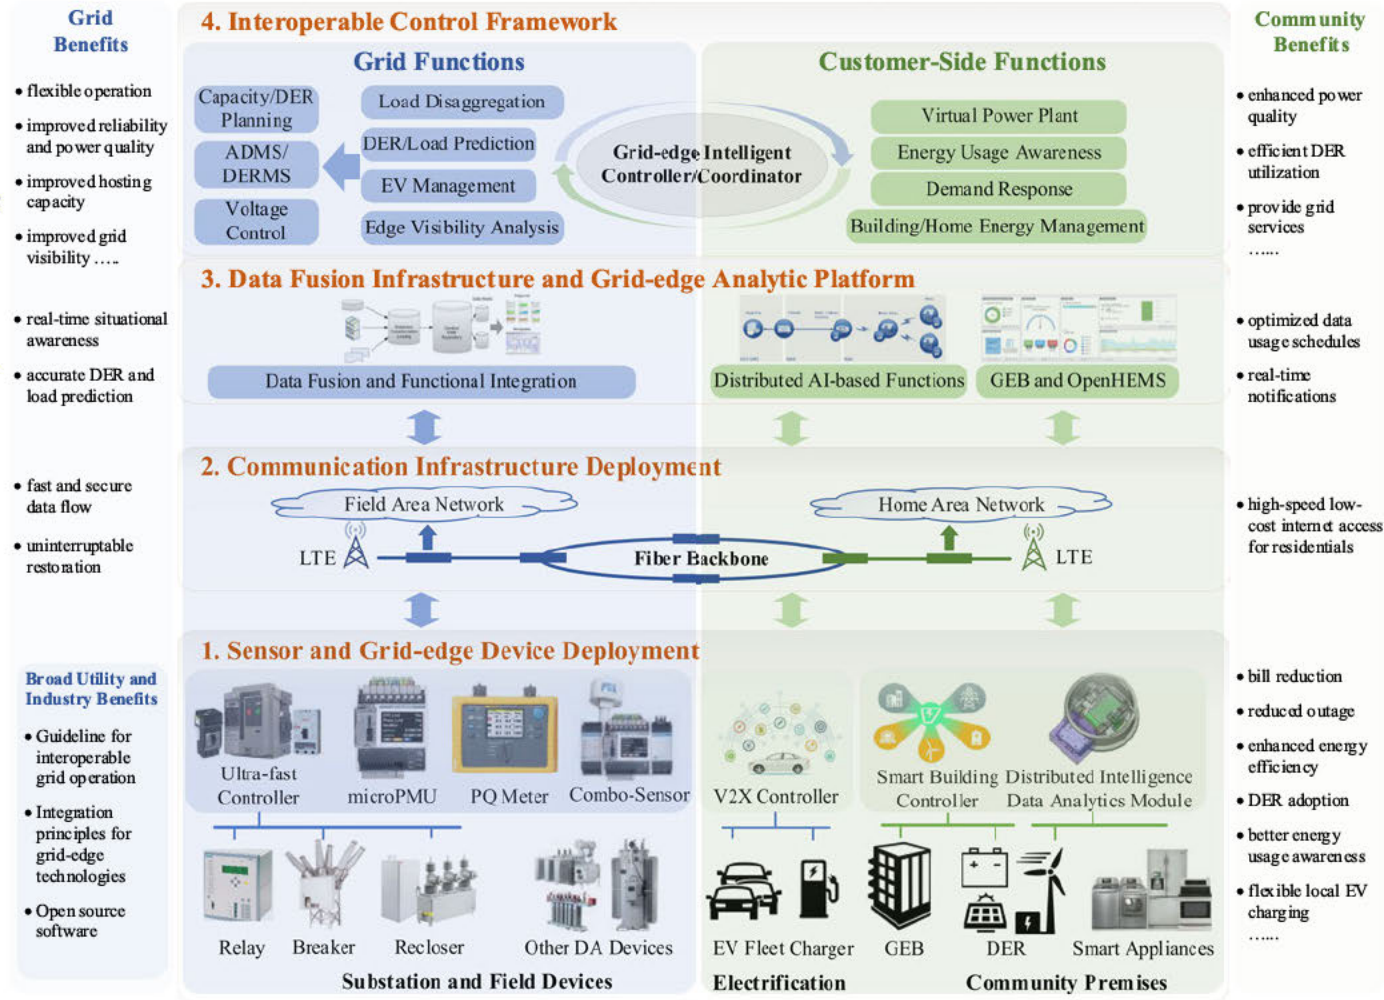 Grid
Benefits
• flexible operation
• improved reliability
and power quality
• improved hosting
capacity
• improved grid
visibility .....
• real-time situational
awareness
• accurate DER and
load prediction
• fast and secure
data flow
• uninterruptable
restoration
Broad Utility and
Industry Benefits
• Guideline for
interoperable
grid operation
• Integration
principles for
grid-edge
technologies
• Open source
software
4. Interoperable Control Framework
Grid Functions
Capacity/DER
Planning
ADMS/
DERMS
Voltage
Control
Load Disaggregation
DER/Load Prediction
EV Management
Edge Visibility Analysis
Grid-edge Intelligent
Controller/Coordinator
Customer-Side Functions
Virtual Power Plant
Energy Usage Awareness
Demand Response
Building/Home Energy Management
3. Data Fusion Infrastructure and Grid-edge Analytic Platform
Data Fusion and Functional Integration
Distributed AI-based Functions
GEB and OpenHEMS
2. Communication Infrastructure Deployment
Field Area Network
LTE
Fiber Backbone
Home Area Network
LTE
1. Sensor and Grid-edge Device Deployment
Ultra-fast
Controller
microPMU
PQ Meter
Combo-Sensor
V2X Controller
Smart Building
Controller
Distributed Intelligence
Data Analytics Module
Relay
Breaker
Recloser
Other DA Devices
EV Fleet Charger
GEB
DER
Smart Appliances
Substation and Field Devices
Electrification
Community Premises
Community
Benefits
• enhanced power
quality
• efficient DER
utilization
• provide grid
services
......
• optimized data
usage schedules
• real-time
notifications
• high-speed low-
cost internet access
for residentials
• bill reduction
• reduced outage
• enhanced energy
efficiency
• DER adoption
• better energy
usage awareness
• flexible local EV
charging
......